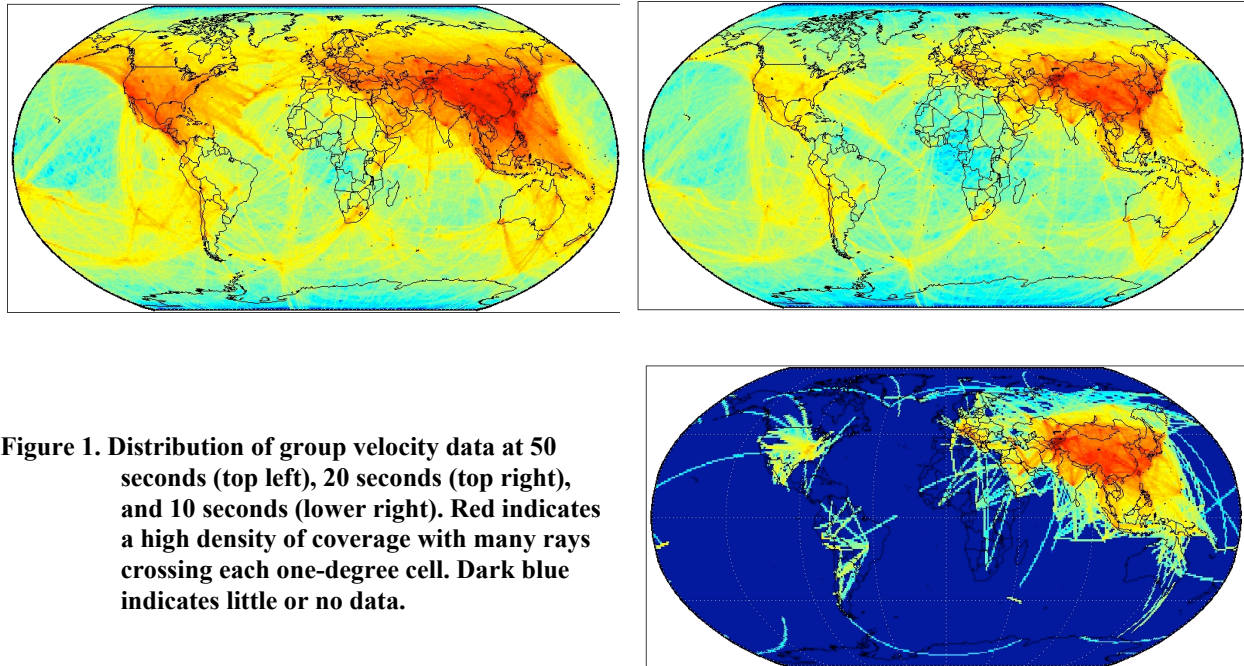 Figure 1. Distribution of group velocity data at 50
seconds (top left), 20 seconds (top right),
and 10 seconds (lower right). Red indicates
a high density of coverage with many rays
crossing each one-degree cell. Dark blue
indicates little or no data.